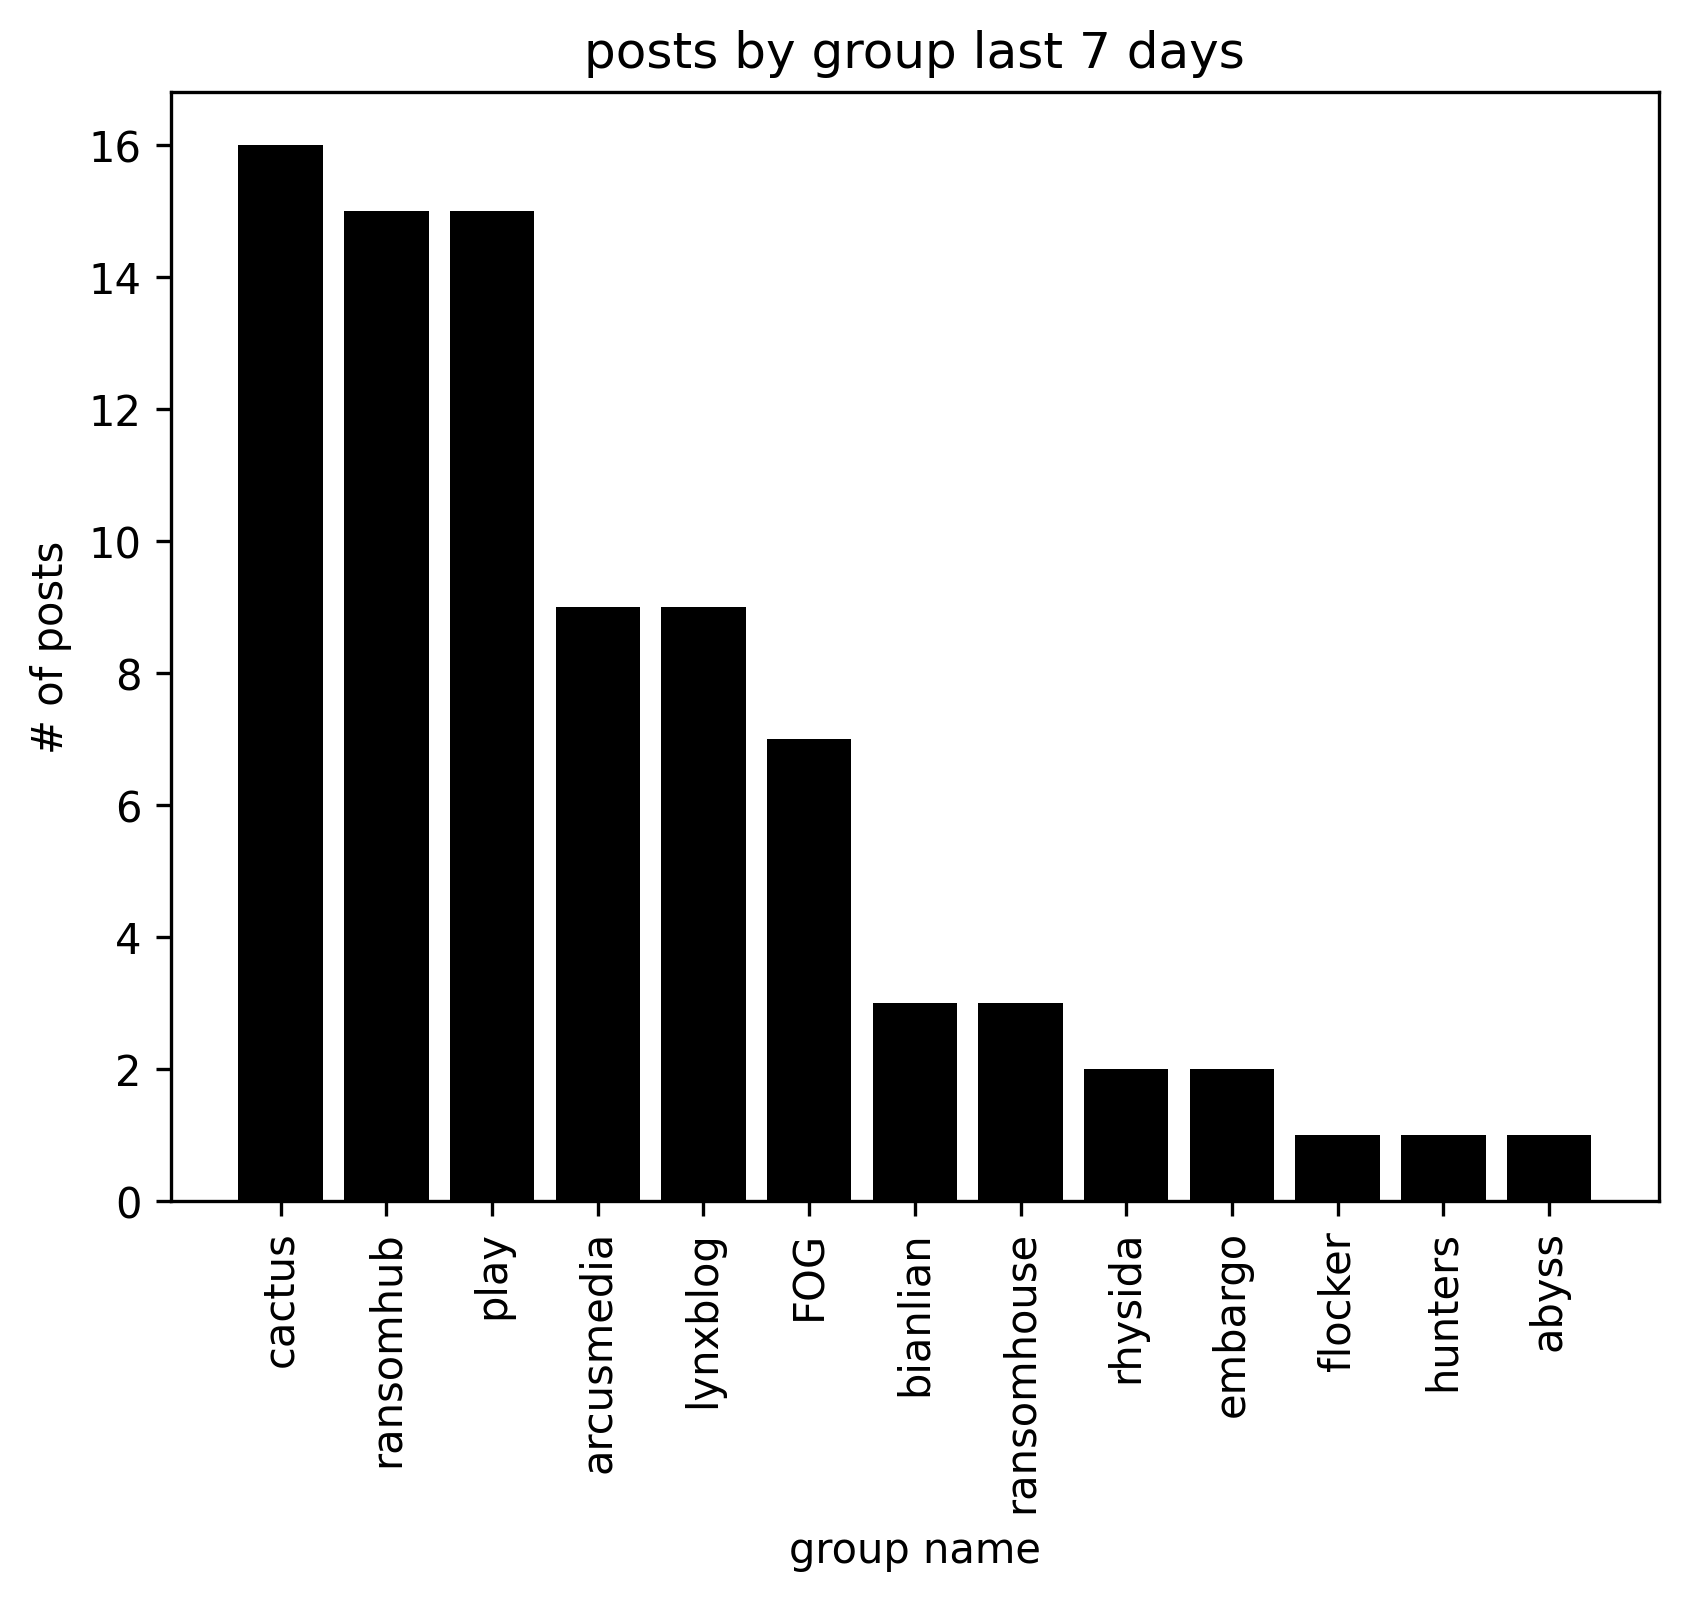 posts by group last 7 days
16
14
12
10
8
6
4
2
0
# of posts
cactus
ransomhub
play
arcusmedia
lynxblog
FOG
bianlian
ransomhouse
rhysida
embargo
flocker
hunters
abyss
group name